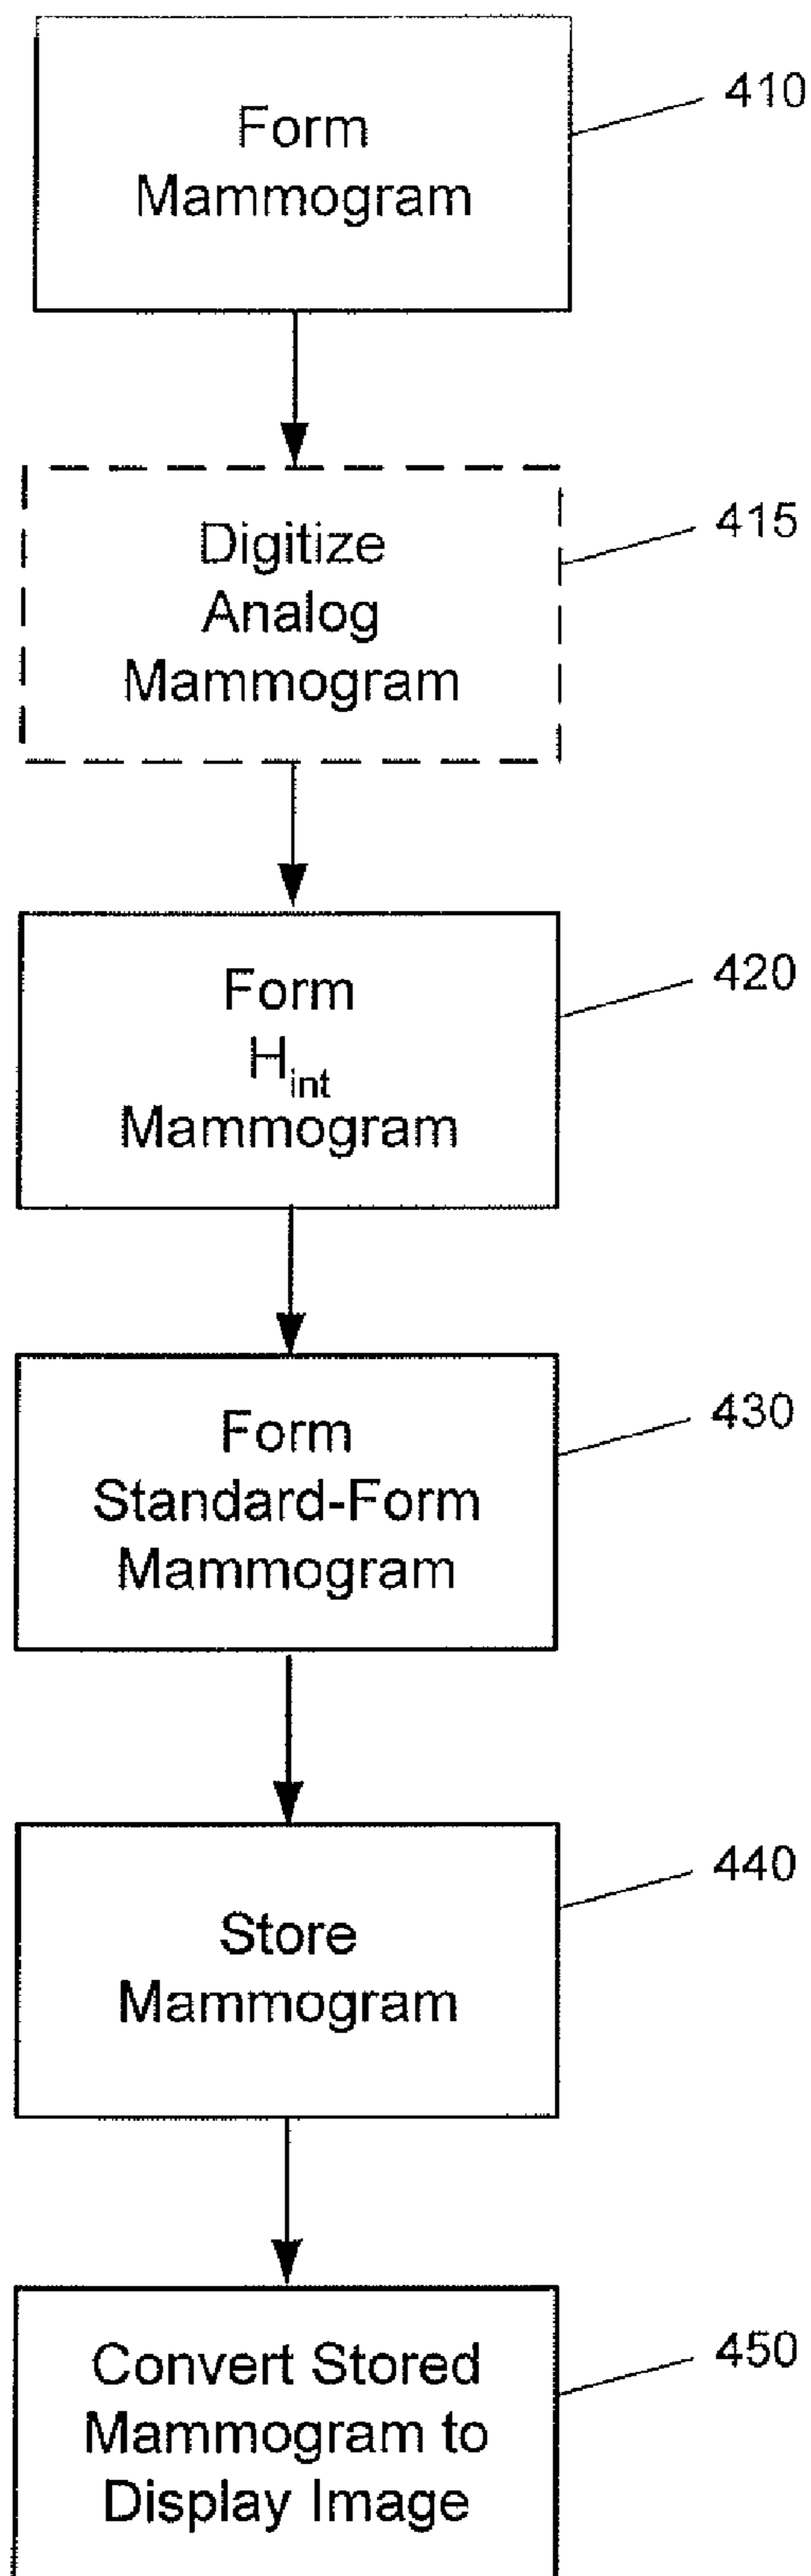 Form
Mammogram
410
Digitize
Analog
Mammogram
415
Form
H_int
Mammogram
420
Form
Standard-Form
Mammogram
430
Store
Mammogram
440
Convert Stored
Mammogram to
Display Image
450